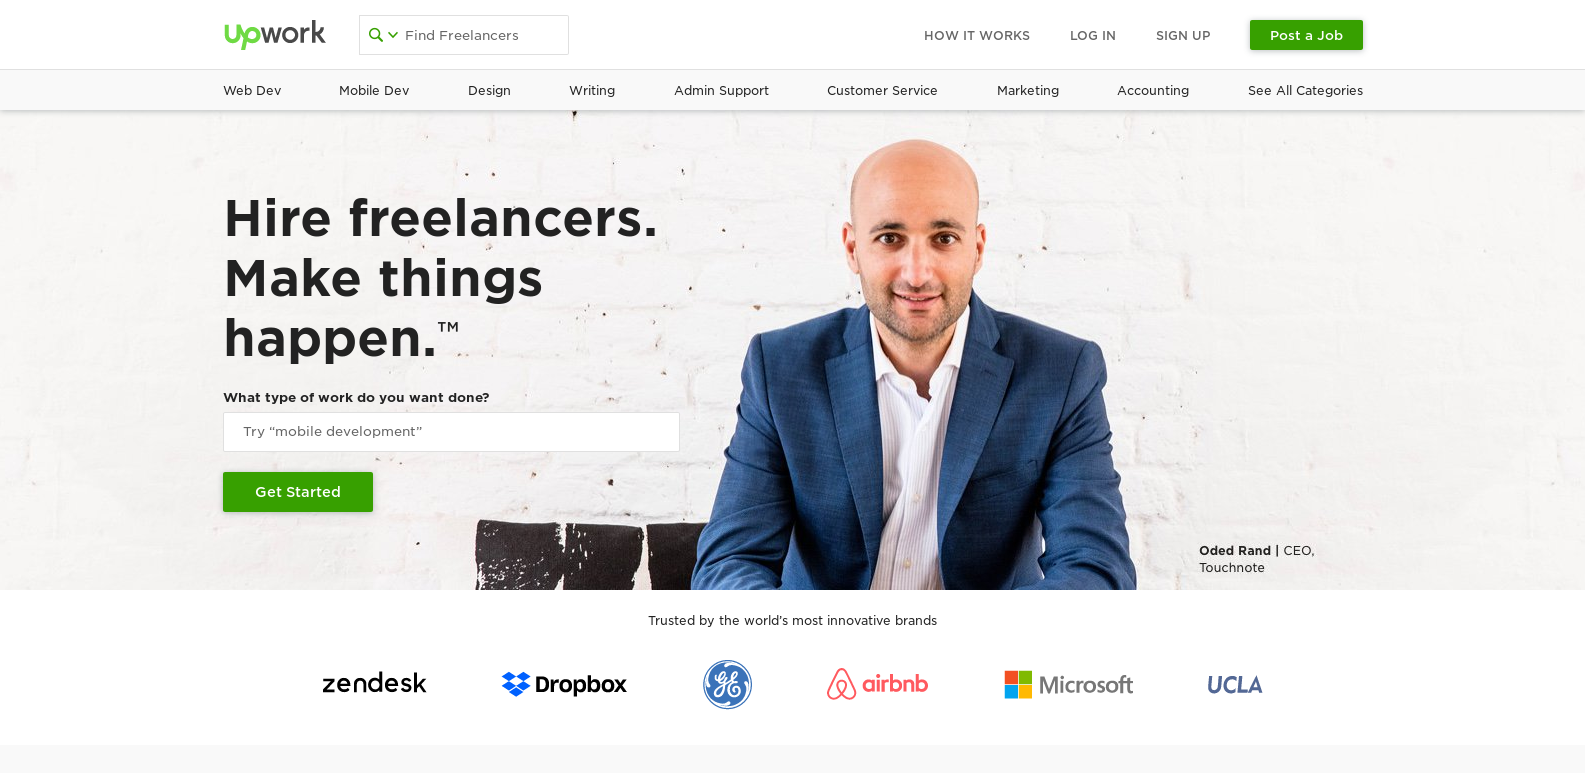 Upwork
Find Freelancers
HOW IT WORKS
LOG IN
SIGN UP
Post a Job
Web Dev
Mobile Dev
Design
Writing
Admin Support
Customer Service
Marketing
Accounting
See All Categories
Hire freelancers.
Make things
happen.™
What type of work do you want done?
Try “mobile development”
Get Started
Oded Rand | CEO,
Touchnote
Trusted by the world’s most innovative brands
zendesk
Dropbox
GE
airbnb
Microsoft
UCLA